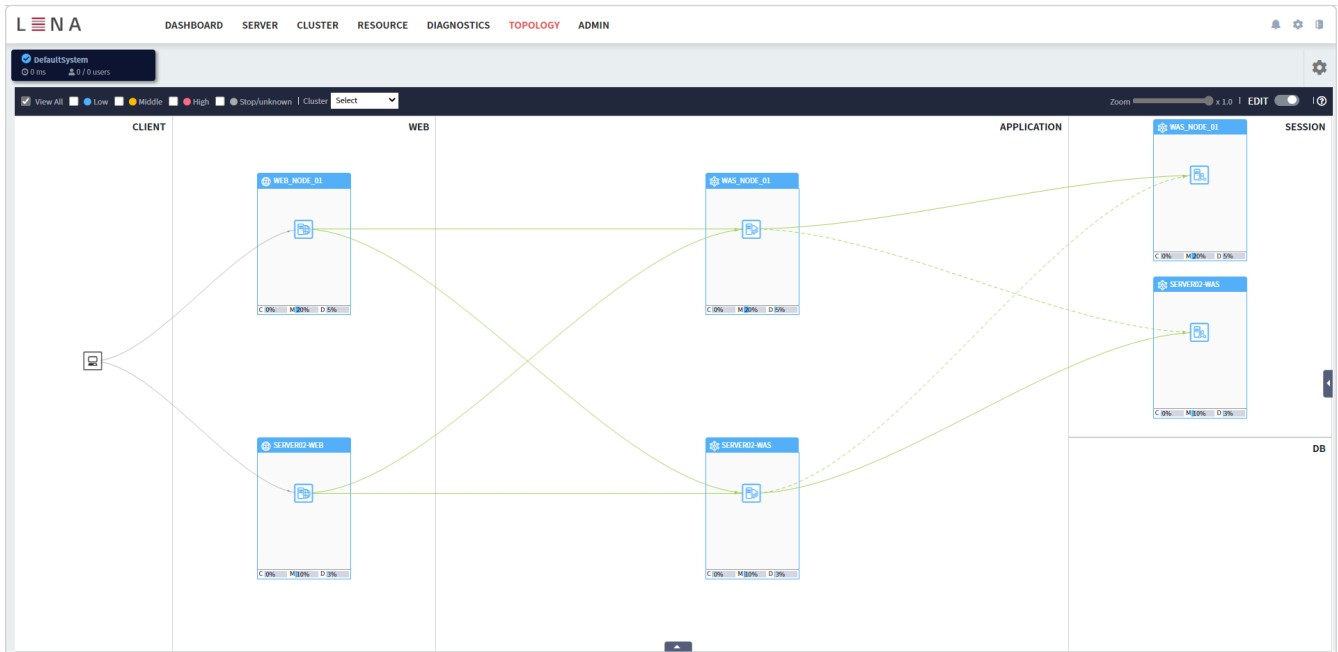 LENA DASHBOARD SERVER CLUSTER RESOURCE DIAGNOSTICS TOPOLOGY ADMIN
DefaultSystem
0 ms 0 / 0 users
View All Low Middle High Stop/unknown | Cluster Select Zoom x 1.0 | EDIT | ?
CLIENT WEB APPLICATION SESSION
WAS_NODE_01
WEB_NODE_01 WAS_NODE_01
C 0% M 20% D 5%
SERVER02-WAS
C 0% M 20% D 5% C 0% M 20% D 5%
C 0% M 10% D 3%
SERVER02-WEB SERVER02-WAS DB
C 0% M 10% D 3% C 0% M 10% D 3%